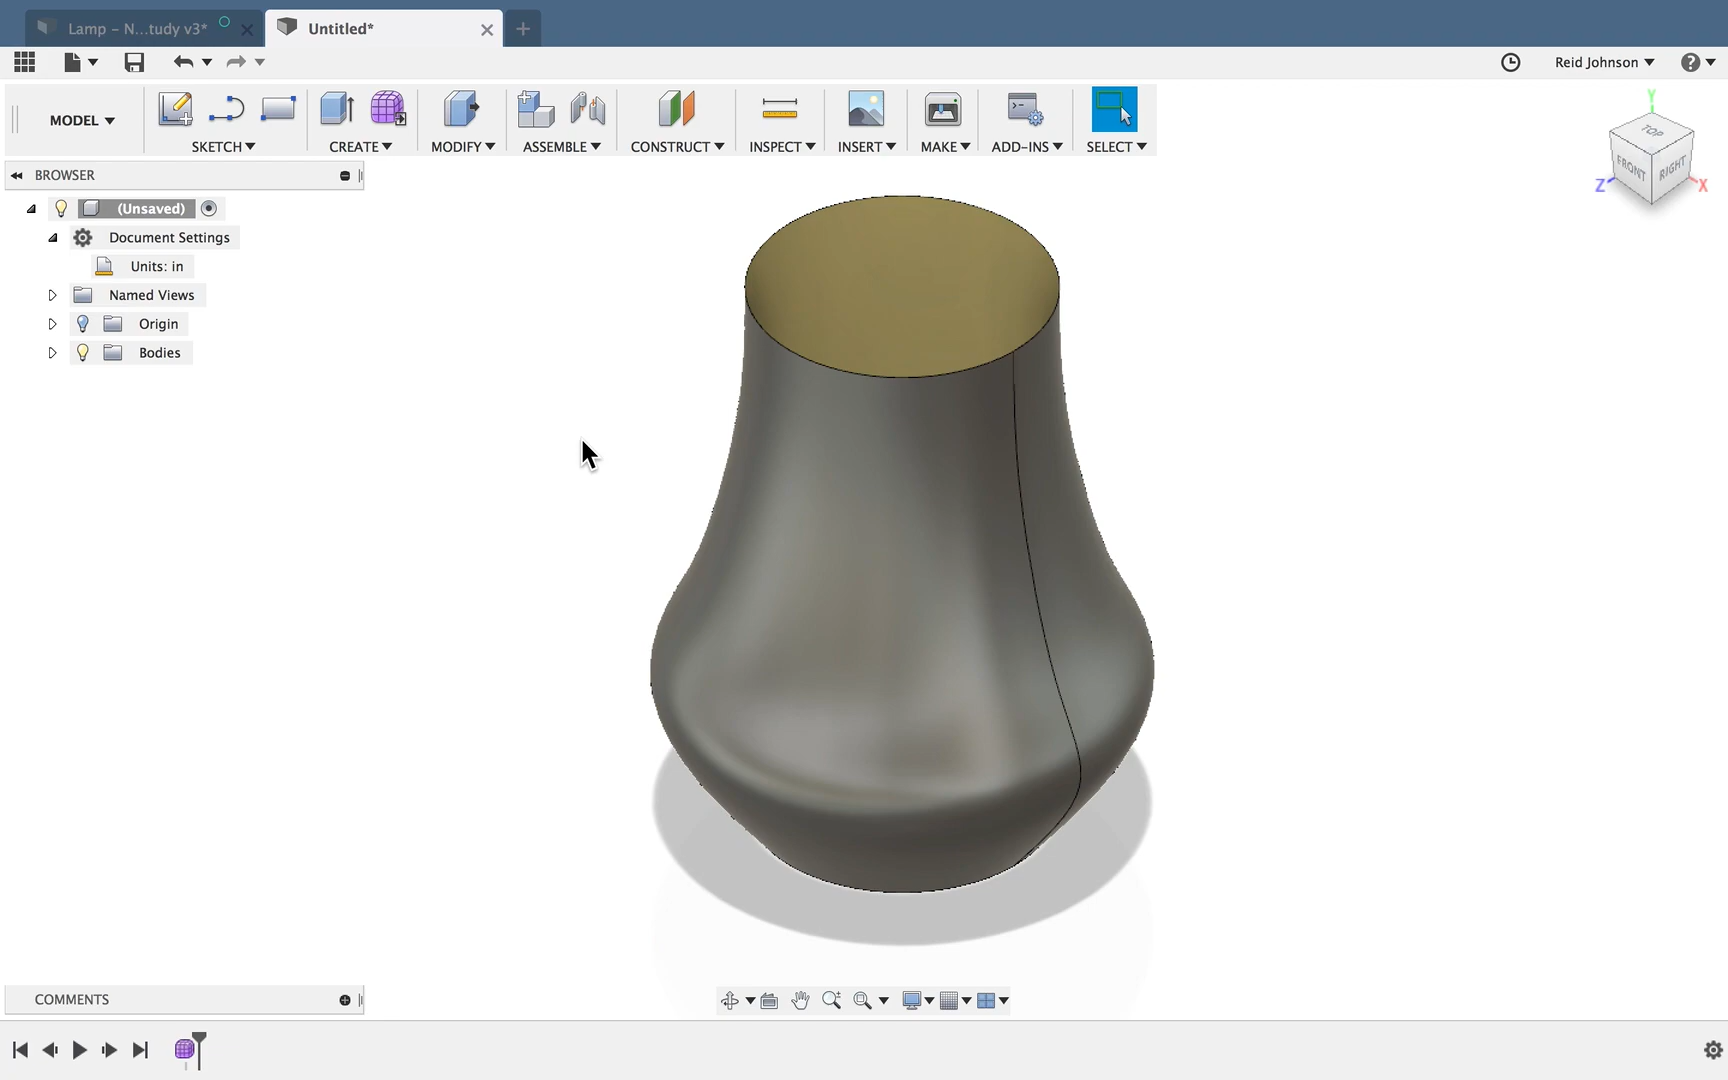 Lamp – N...tudy v3*
Untitled*
Reid Johnson
MODEL
SKETCH
CREATE
MODIFY
ASSEMBLE
CONSTRUCT
INSPECT
INSERT
MAKE
ADD-INS
SELECT
Y
TOP
FRONT
RIGHT
Z
X
BROWSER
(Unsaved)
Document Settings
Units: in
Named Views
Origin
Bodies
COMMENTS